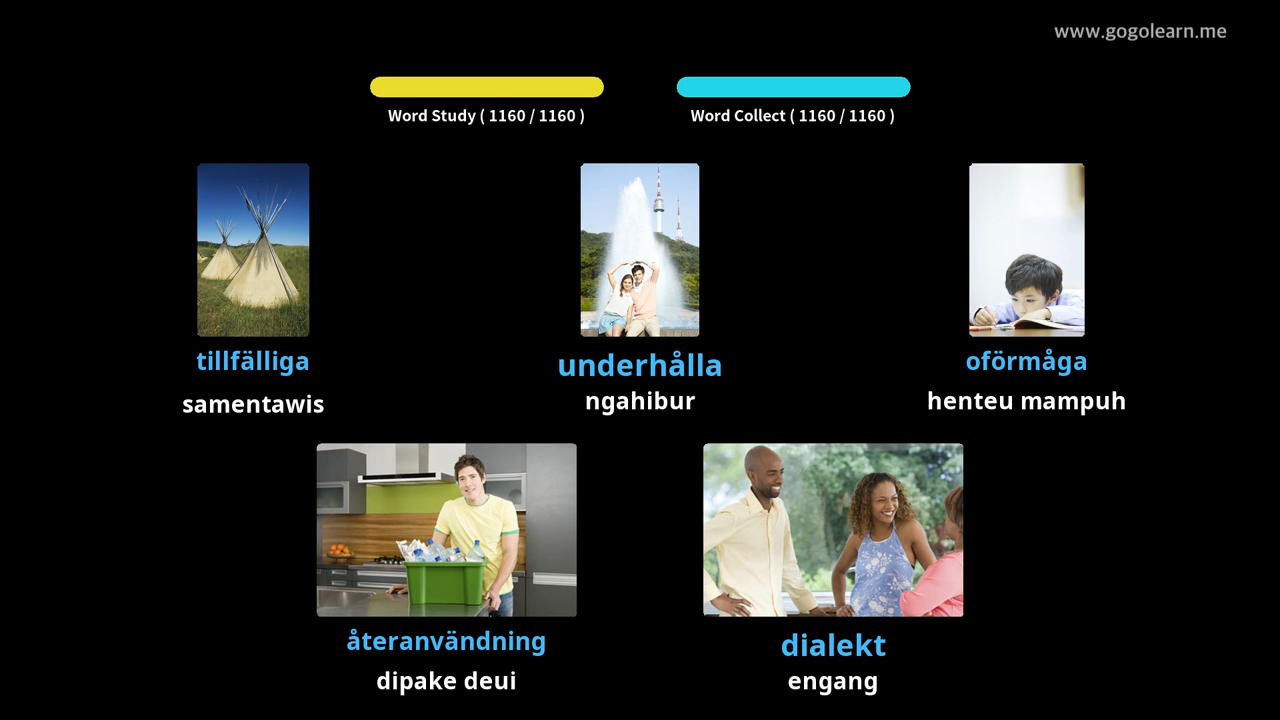 www.gogolearn.me
Word Study ( 1160 / 1160 )
Word Collect ( 1160 / 1160 )
tillfälliga
samentawis
underhålla
ngahibur
oförmåga
henteu mampuh
återanvändning
dipake deui
dialekt
engang